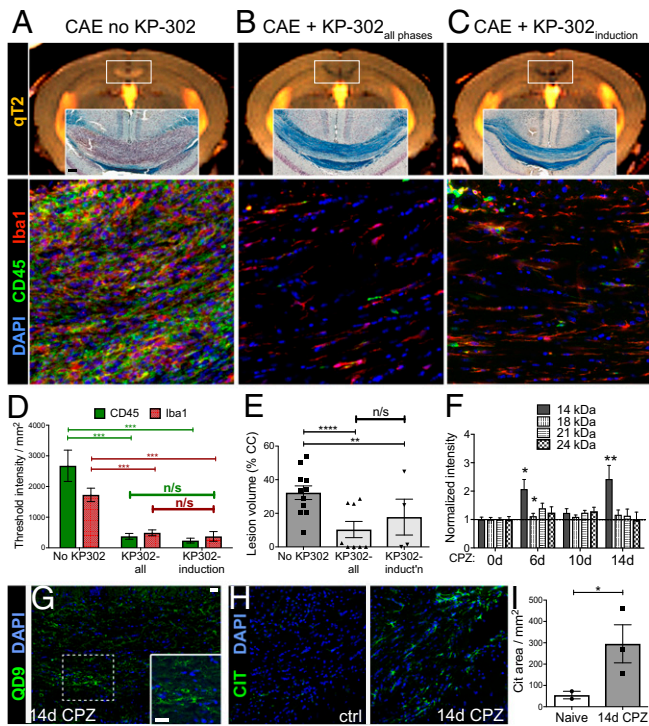 A CAE no KP-302
B CAE + KP-302all phases
C CAE + KP-302induction
qT2
DAPI CD45 Iba1
D
CD45 Iba1
Threshold intensity / mm2
4000
3000
2000
1000
0
***
***
***
***
n/s
n/s
No KP302 KP302-all KP302-induction
E
Lesion volume (% CC)
60
40
20
0
n/s
****
**
No KP302 KP302-all KP302-induct'n
F
14 kDa
18 kDa
21 kDa
24 kDa
Normalized intensity
4
3
2
1
0
*
*
**
CPZ: 0d 6d 10d 14d
G
QD9 DAPI
14d CPZ
H
CIT DAPI
ctrl
14d CPZ
I
Cit area / mm2
500
400
300
200
100
0
*
Naive 14d CPZ